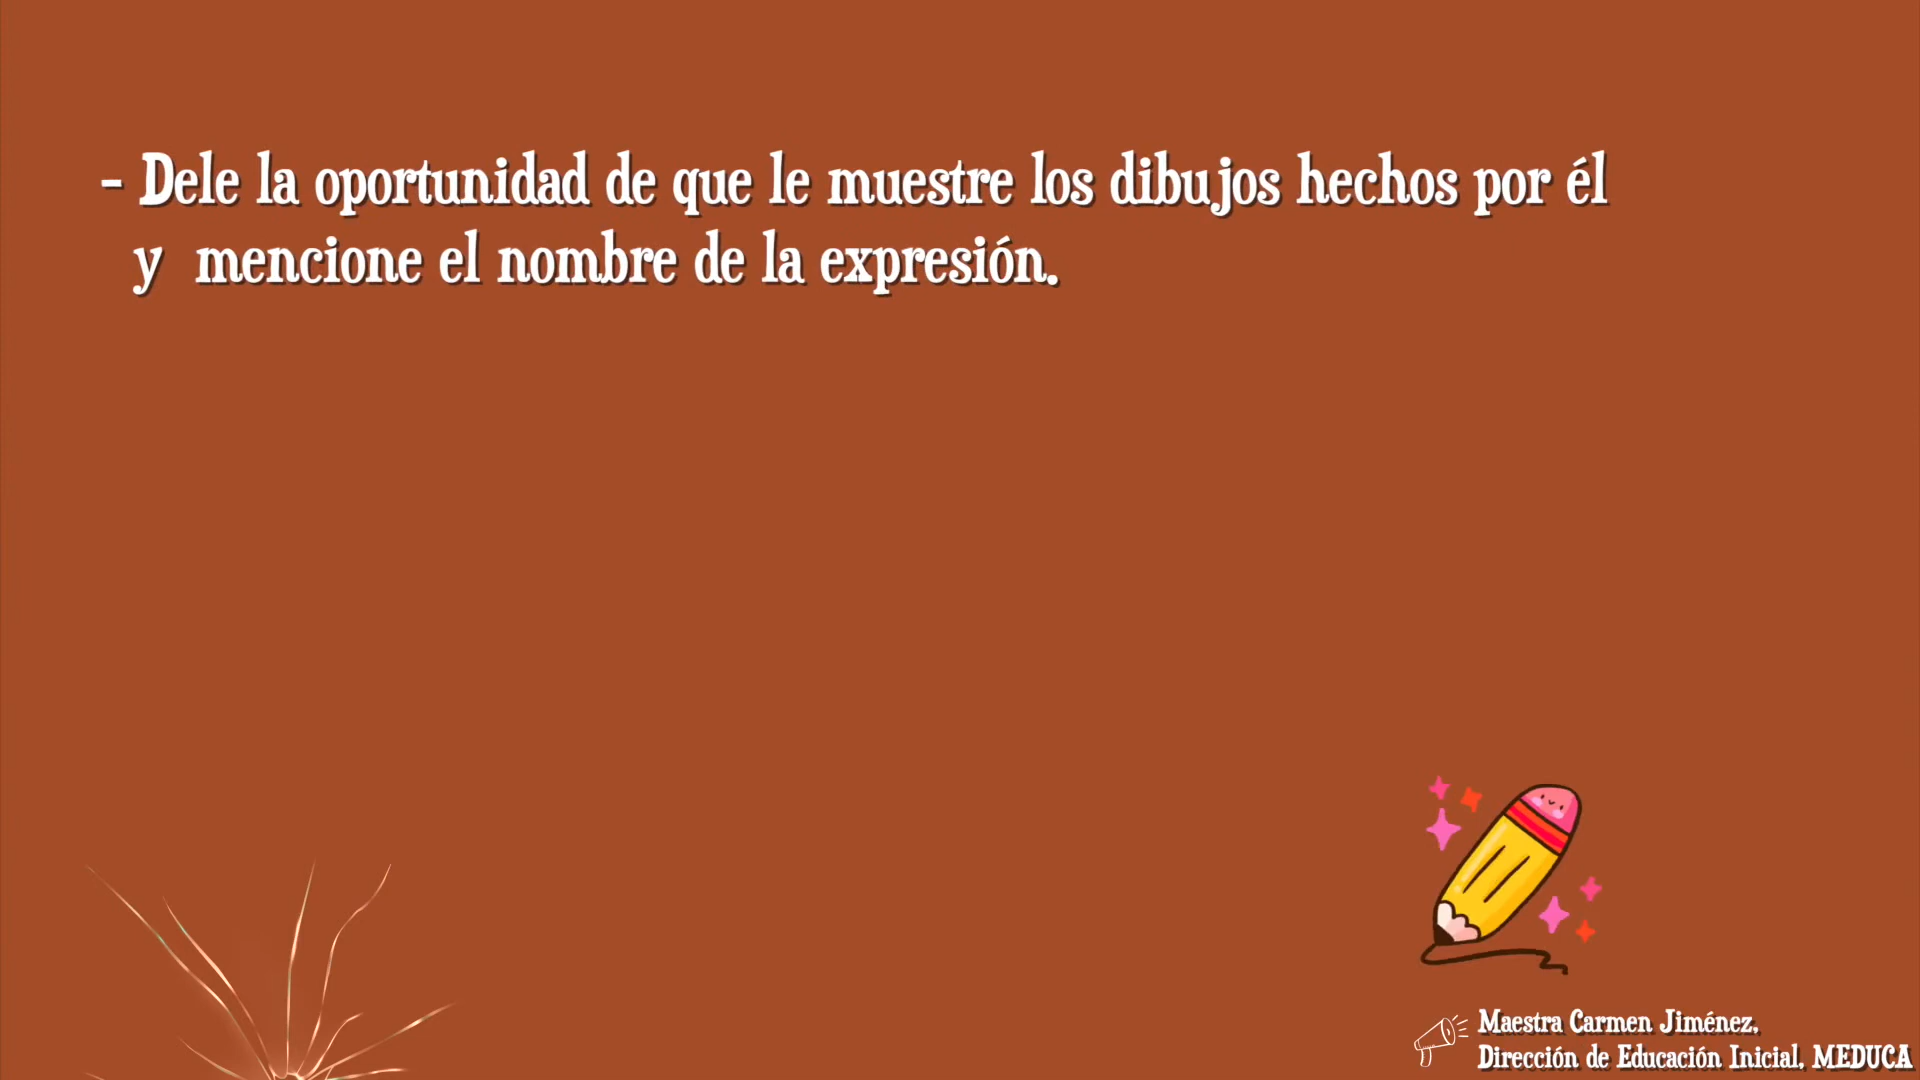 - Dele la oportunidad de que le muestre los dibujos hechos por él
y mencione el nombre de la expresión.
Maestra Carmen Jiménez,
Dirección de Educación Inicial, MEDUCA